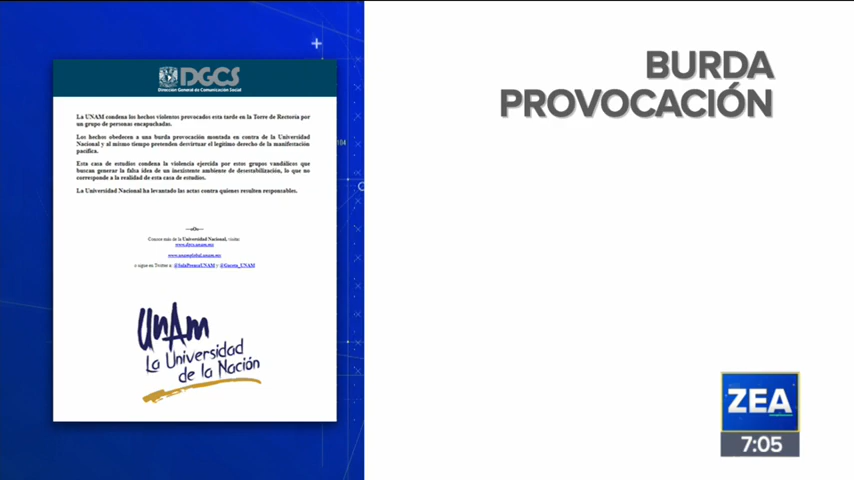 DGCS
Dirección General de Comunicación Social
La UNAM condena los hechos violentos provocados esta tarde en la Torre de Rectoría por
un grupo de personas encapuchadas.
Los hechos obedecen a una burda provocación montada en contra de la Universidad
Nacional y al mismo tiempo pretenden desvirtuar el legítimo derecho de la manifestación
pacífica.
Esta casa de estudios condena la violencia ejercida por estos grupos vandálicos que
buscan generar la falsa idea de un inexistente ambiente de desestabilización, lo que no
corresponde a la realidad de esta casa de estudios.
La Universidad Nacional ha levantado las actas contra quienes resulten responsables.
—oOo—
Conoce más de la Universidad Nacional, visita:
www.dgcs.unam.mx
www.unamglobal.unam.mx
o sigue en Twitter a: @SalaPrensaUNAM y @Gaceta_UNAM
UnAm
La Universidad
de la Nación
BURDA
PROVOCACIÓN
ZEA
7:05